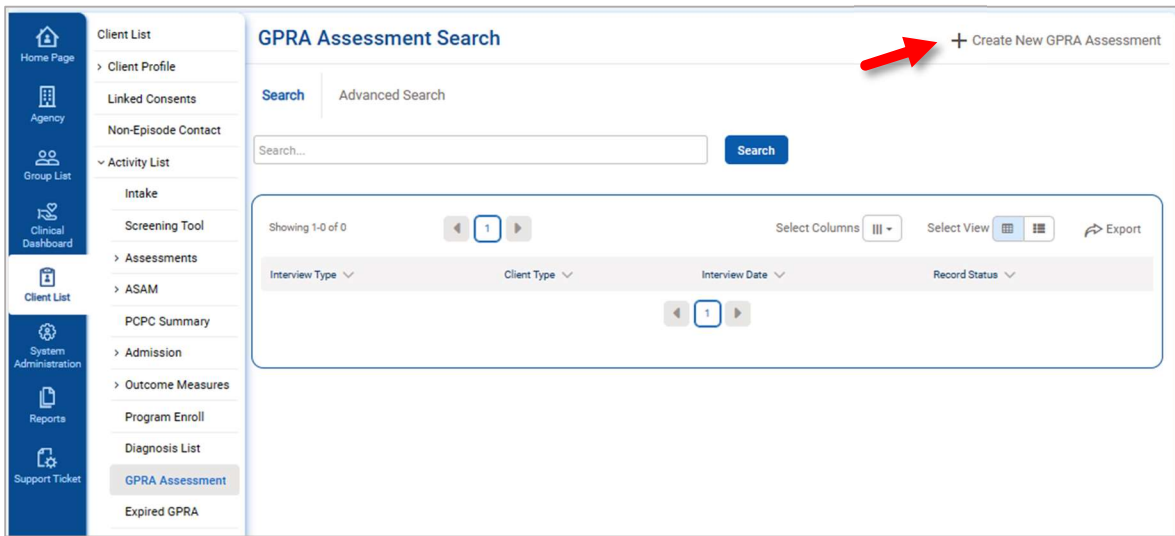 Home Page
Agency
Group List
Clinical
Dashboard
Client List
System
Administration
Reports
Support Ticket
Client List
> Client Profile
Linked Consents
Non-Episode Contact
Activity List
Intake
Screening Tool
> Assessments
> ASAM
PCPC Summary
> Admission
> Outcome Measures
Program Enroll
Diagnosis List
GPRA Assessment
Expired GPRA
GPRA Assessment Search
+ Create New GPRA Assessment
Search Advanced Search
Search... Search
Showing 1-0 of 0 1 Select Columns Select View Export
Interview Type Client Type Interview Date Record Status
1